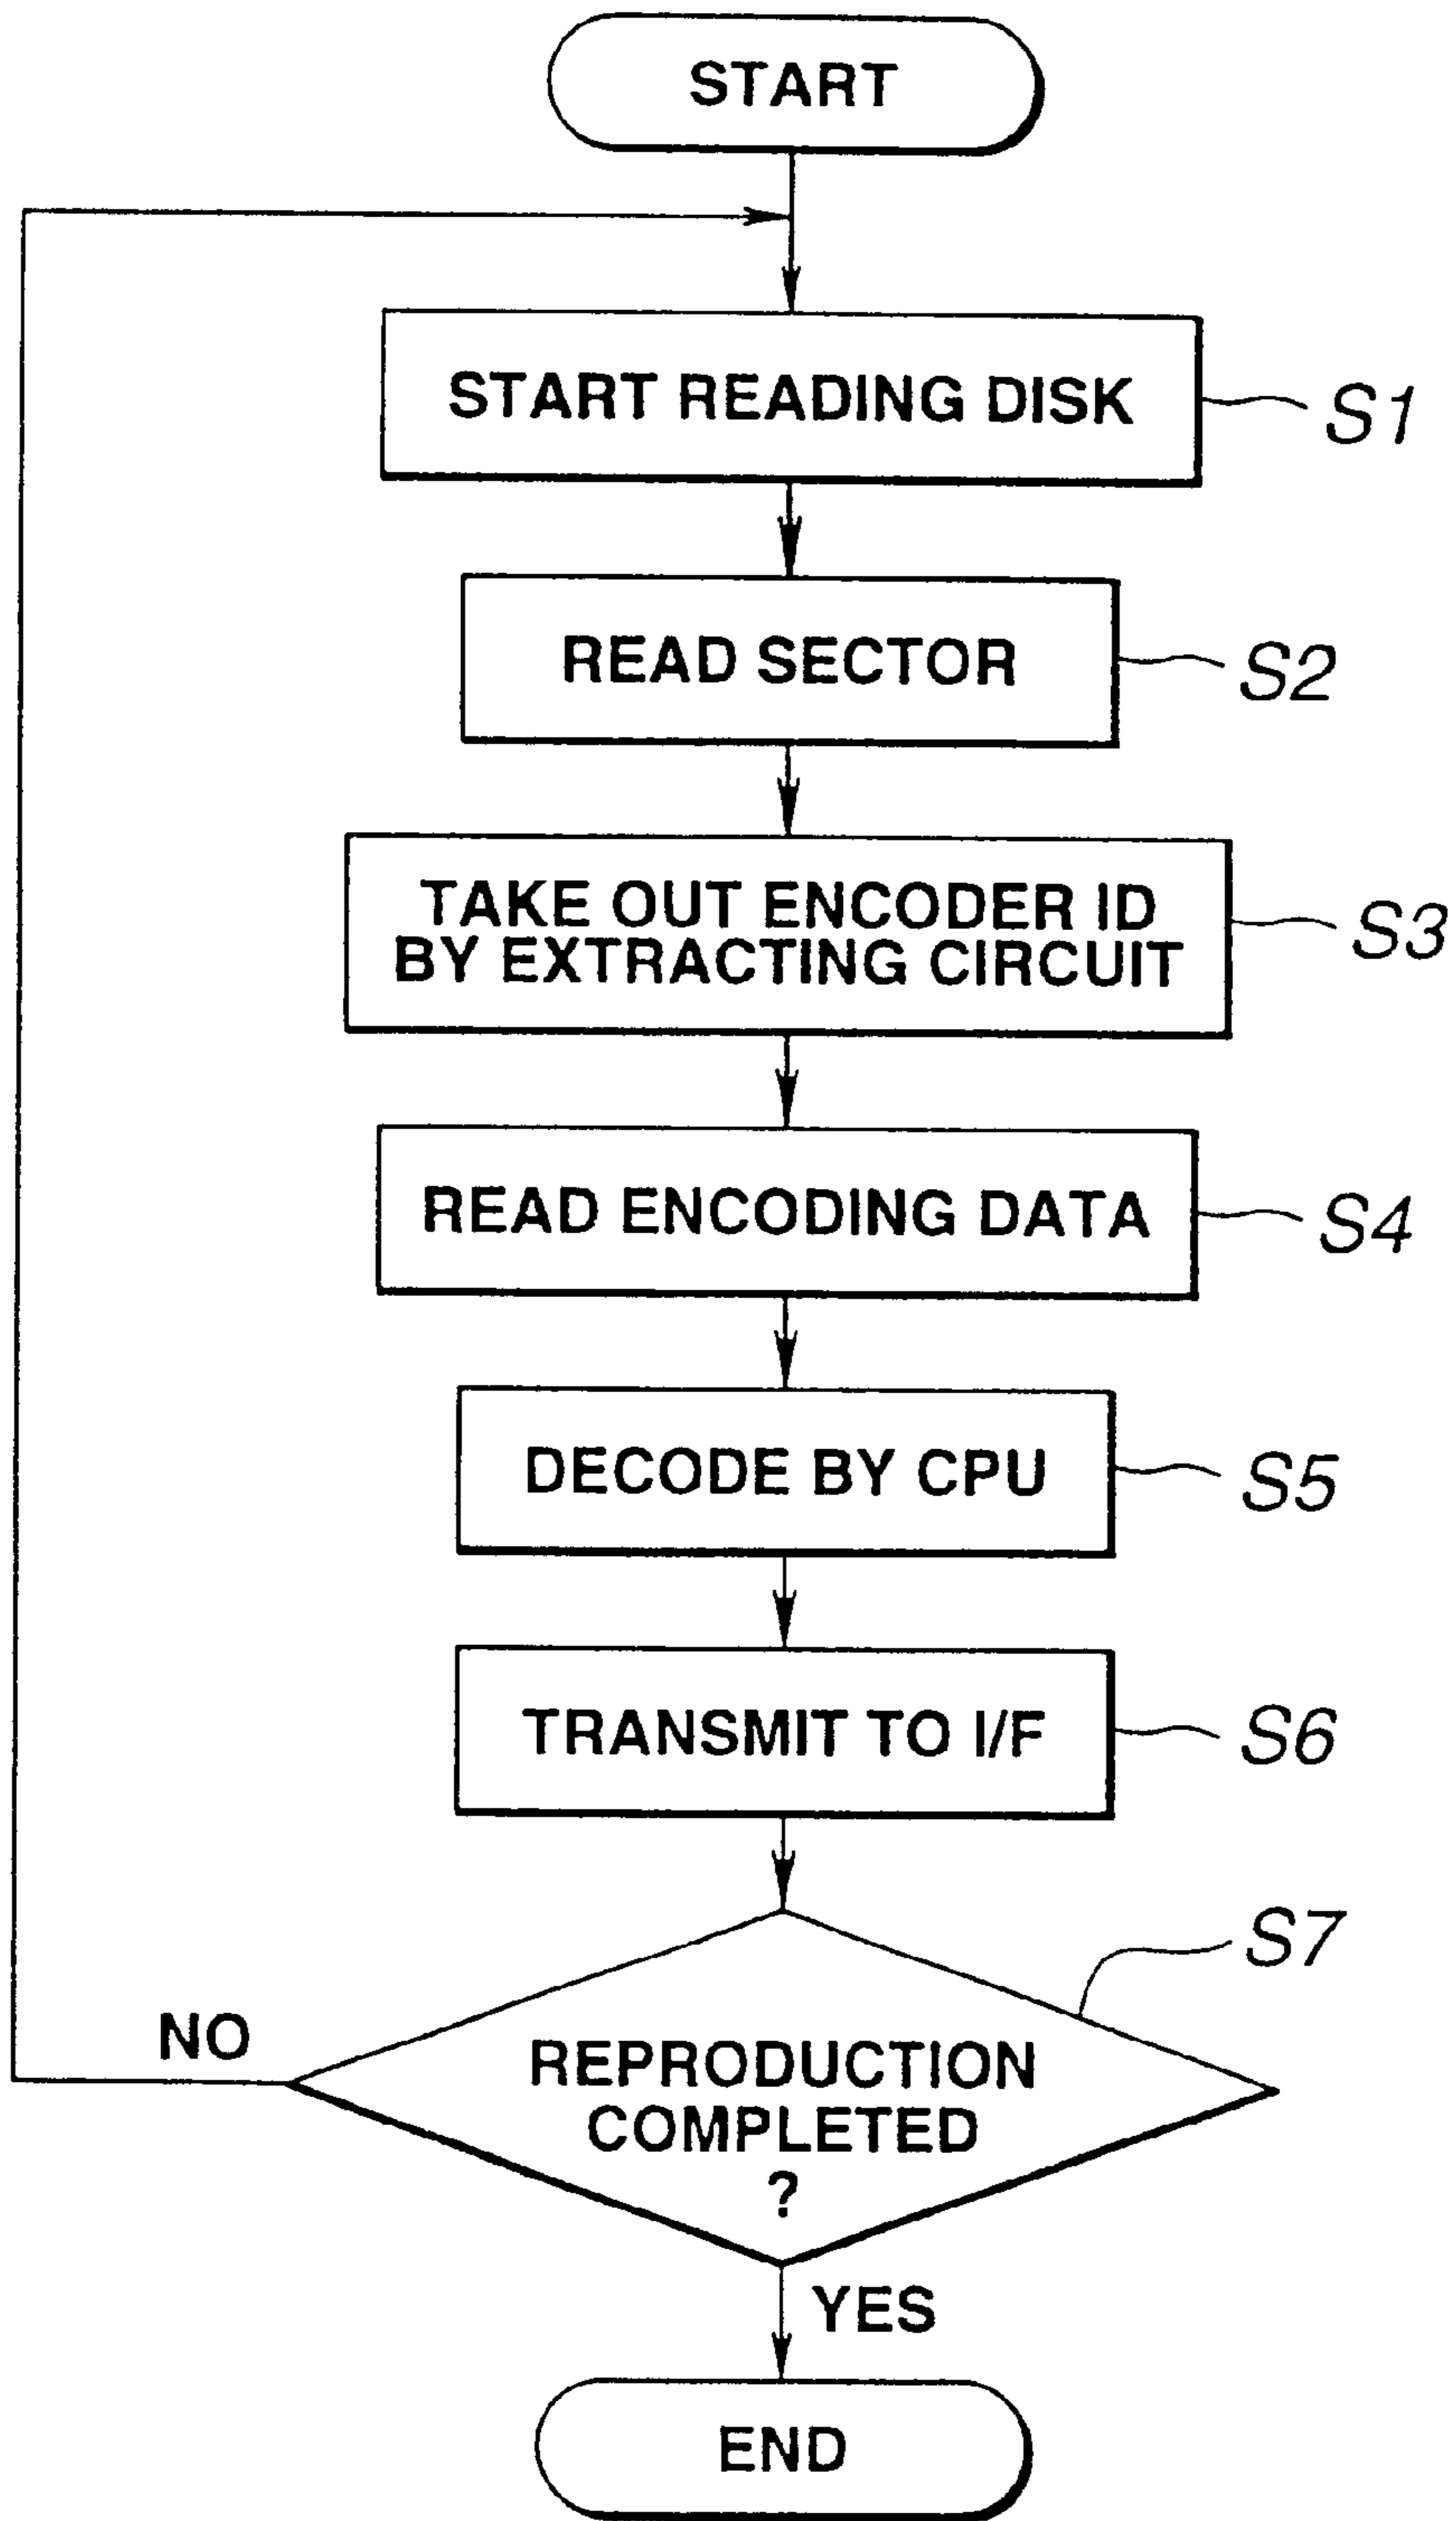 START
START READING DISK
S1
READ SECTOR
S2
TAKE OUT ENCODER ID
BY EXTRACTING CIRCUIT
S3
READ ENCODING DATA
S4
DECODE BY CPU
S5
TRANSMIT TO I/F
S6
S7
NO
REPRODUCTION
COMPLETED
?
YES
END